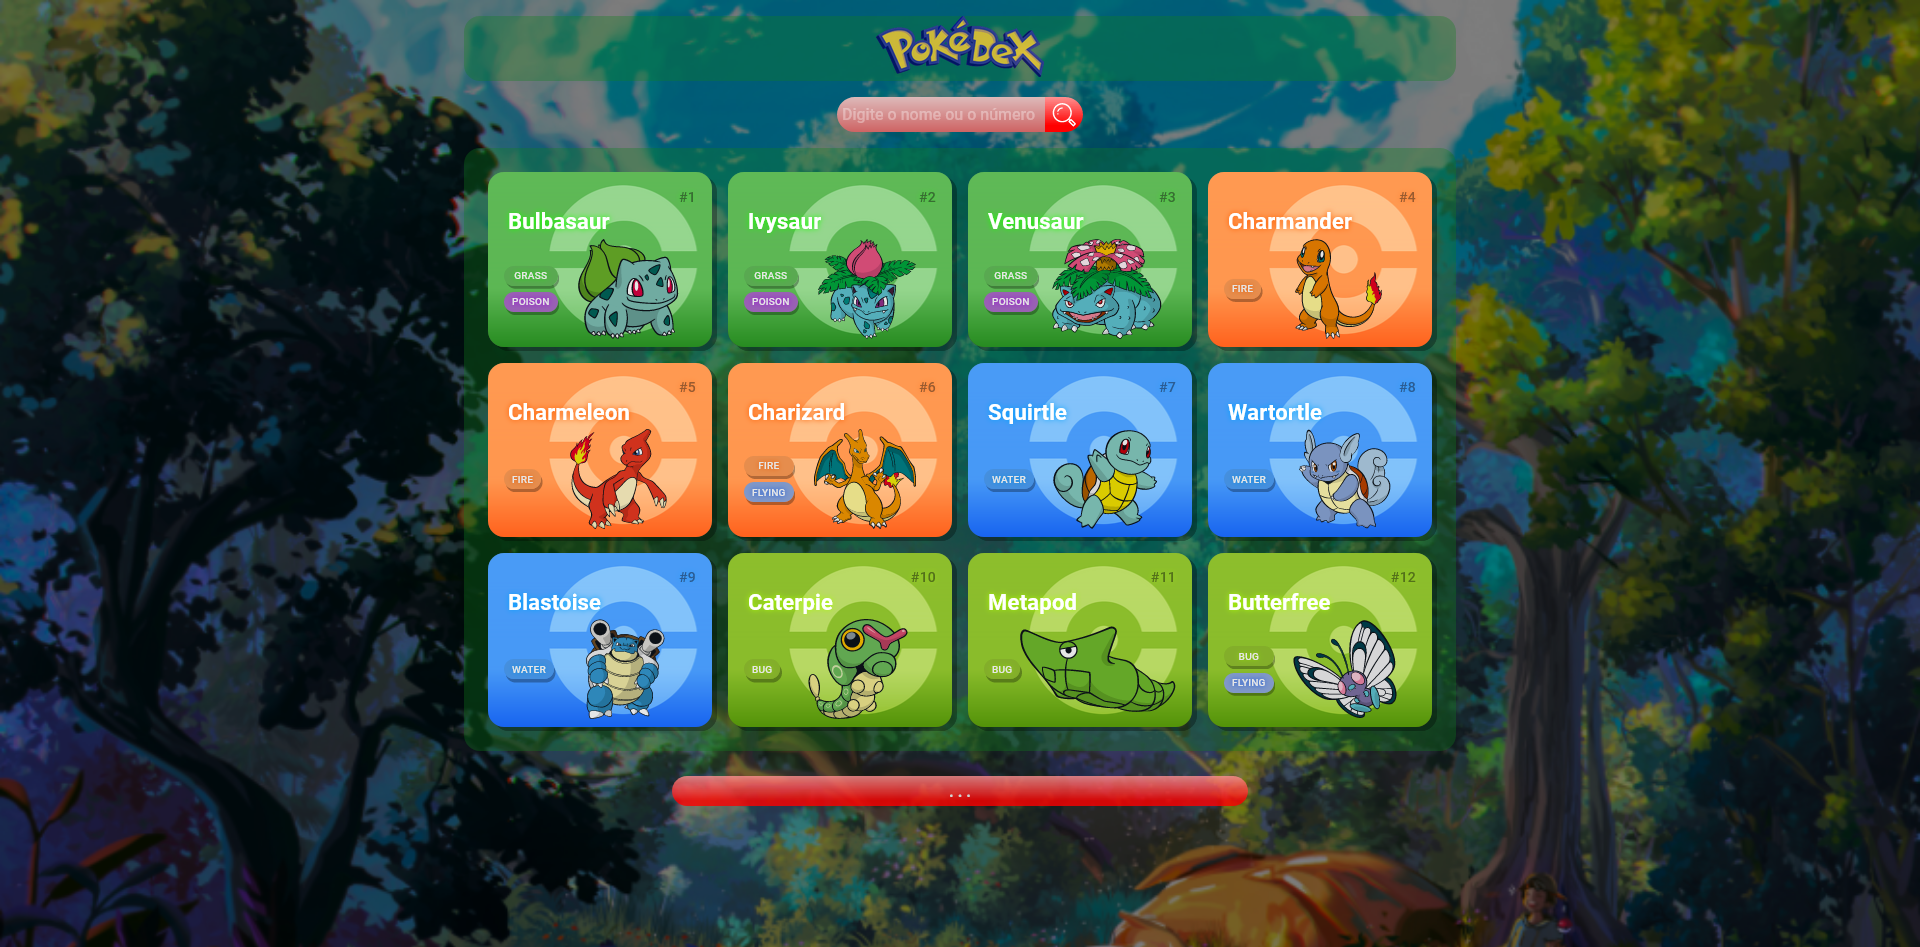 PokéDex
Digite o nome ou o número
#1
Bulbasaur
GRASS
POISON
#2
Ivysaur
GRASS
POISON
#3
Venusaur
GRASS
POISON
#4
Charmander
FIRE
#5
Charmeleon
FIRE
#6
Charizard
FIRE
FLYING
#7
Squirtle
WATER
#8
Wartortle
WATER
#9
Blastoise
WATER
#10
Caterpie
BUG
#11
Metapod
BUG
#12
Butterfree
BUG
FLYING
...